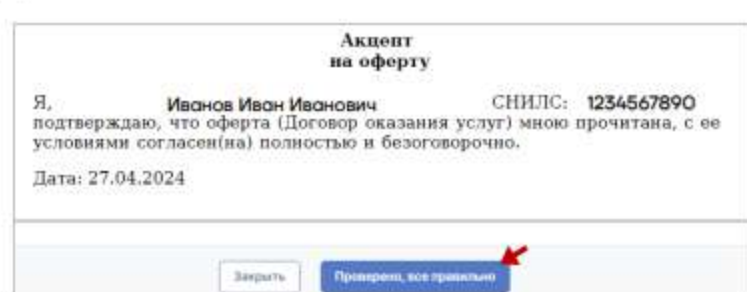 Акцепт
на оферту
Я, Иванов Иван Иванович СНИЛС: 1234567890
подтверждаю, что оферта (Договор оказания услуг) мною прочитана, с ее
условиями согласен(на) полностью и безоговорочно.
Дата: 27.04.2024
Закрыть Проверено, все правильно